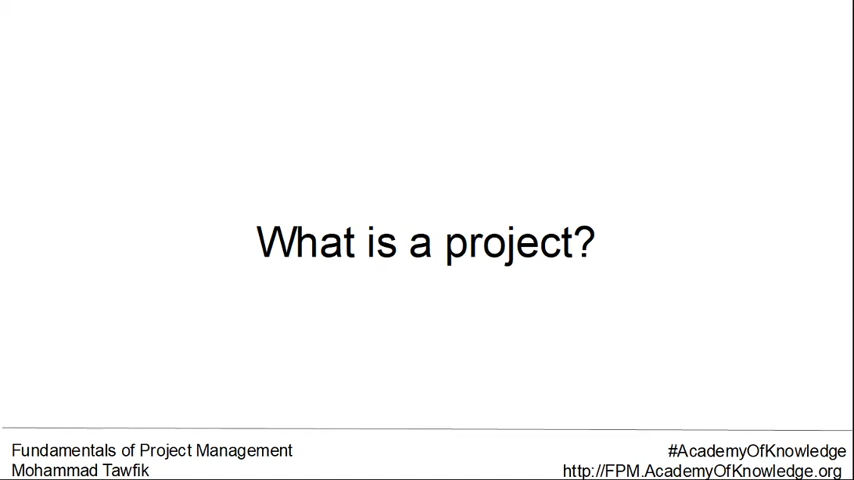 What is a project?
Fundamentals of Project Management
Mohammad Tawfik
#AcademyOfKnowledge
http://FPM.AcademyOfKnowledge.org